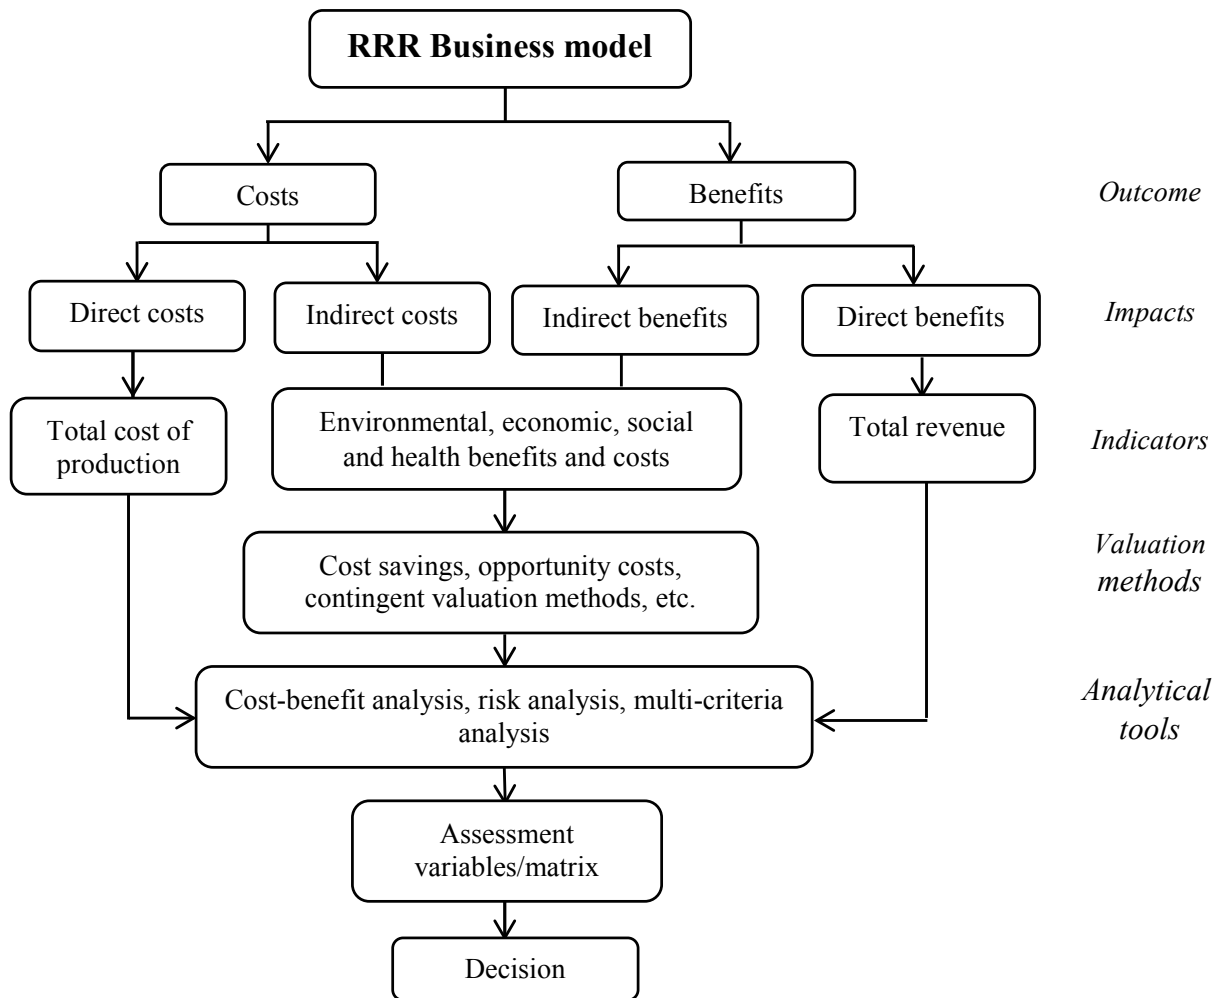 RRR Business model
Costs
Benefits
Outcome
Direct costs
Indirect costs
Indirect benefits
Direct benefits
Impacts
Total cost of
production
Environmental, economic, social
and health benefits and costs
Total revenue
Indicators
Cost savings, opportunity costs,
contingent valuation methods, etc.
Valuation
methods
Cost-benefit analysis, risk analysis, multi-criteria
analysis
Analytical
tools
Assessment
variables/matrix
Decision